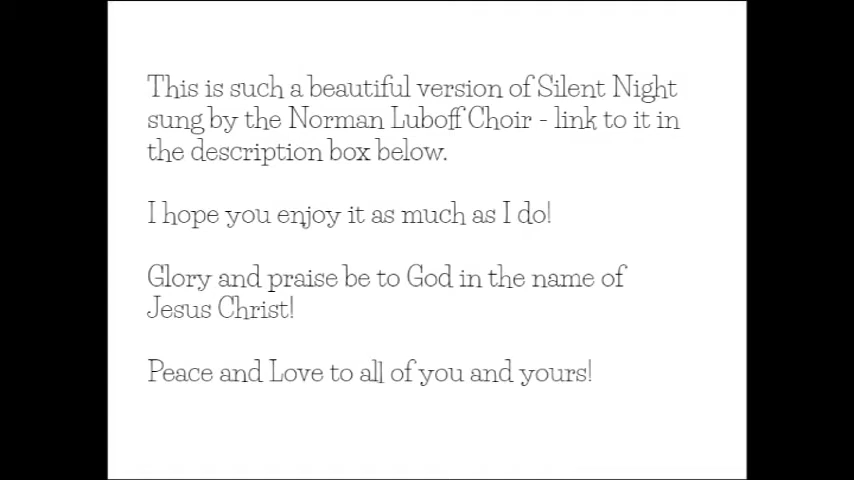 This is such a beautiful version of Silent Night
sung by the Norman Luboff Choir - link to it in
the description box below.
I hope you enjoy it as much as I do!
Glory and praise be to God in the name of
Jesus Christ!
Peace and Love to all of you and yours!